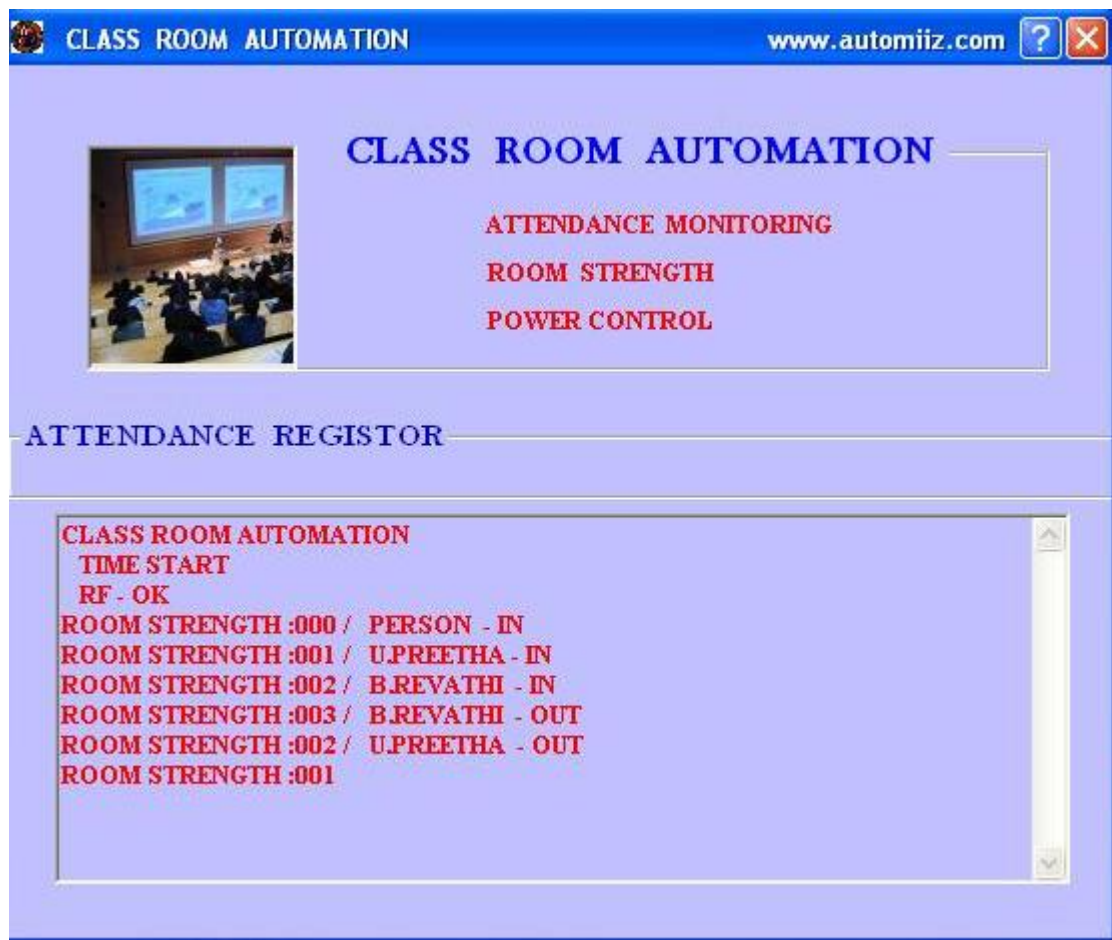 CLASS ROOM AUTOMATION www.automiiz.com ?
CLASS ROOM AUTOMATION
ATTENDANCE MONITORING
ROOM STRENGTH
POWER CONTROL
ATTENDANCE REGISTOR
CLASS ROOM AUTOMATION
TIME START
RF - OK
ROOM STRENGTH :000 / PERSON - IN
ROOM STRENGTH :001 / U.PREETHA - IN
ROOM STRENGTH :002 / B.REVATHI - IN
ROOM STRENGTH :003 / B.REVATHI - OUT
ROOM STRENGTH :002 / U.PREETHA - OUT
ROOM STRENGTH :001